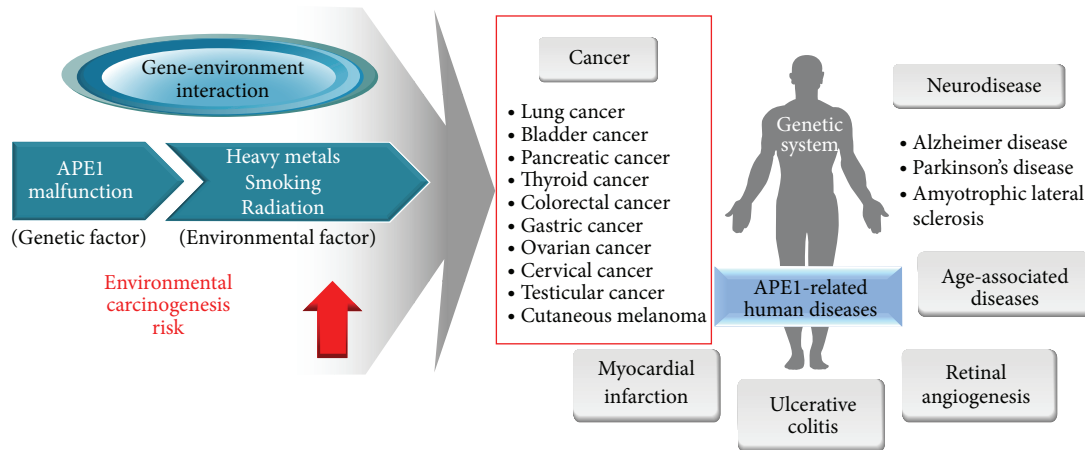 Gene-environment
interaction
APE1
malfunction
(Genetic factor)
Heavy metals
Smoking
Radiation
(Environmental factor)
Environmental
carcinogenesis
risk
Cancer
• Lung cancer
• Bladder cancer
• Pancreatic cancer
• Thyroid cancer
• Colorectal cancer
• Gastric cancer
• Ovarian cancer
• Cervical cancer
• Testicular cancer
• Cutaneous melanoma
Genetic
system
Neurodisease
• Alzheimer disease
• Parkinson's disease
• Amyotrophic lateral
sclerosis
APE1-related
human diseases
Age-associated
diseases
Myocardial
infarction
Ulcerative
colitis
Retinal
angiogenesis